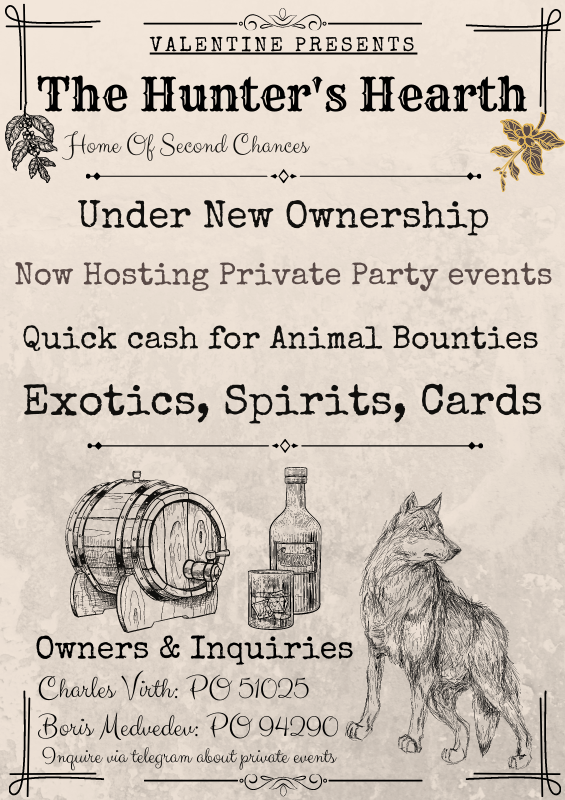 VALENTINE PRESENTS
The Hunter's Hearth
Home Of Second Chances
Under New Ownership
Now Hosting Private Party events
Quick cash for Animal Bounties
Exotics, Spirits, Cards
Owners & Inquiries
Charles Virth: PO 51025
Boris Medvedev: PO 94290
Inquire via telegram about private events